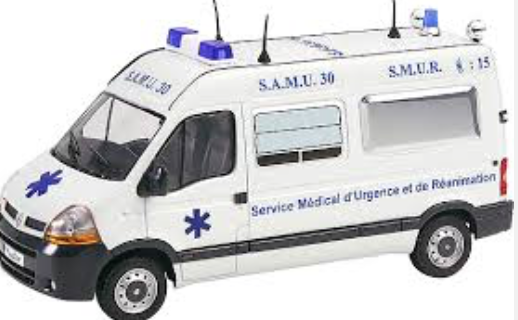 S.A.M.U. 30
S.A.M.U. 30
S.M.U.R. : 15
Service Médical d'Urgence et de Réanimation